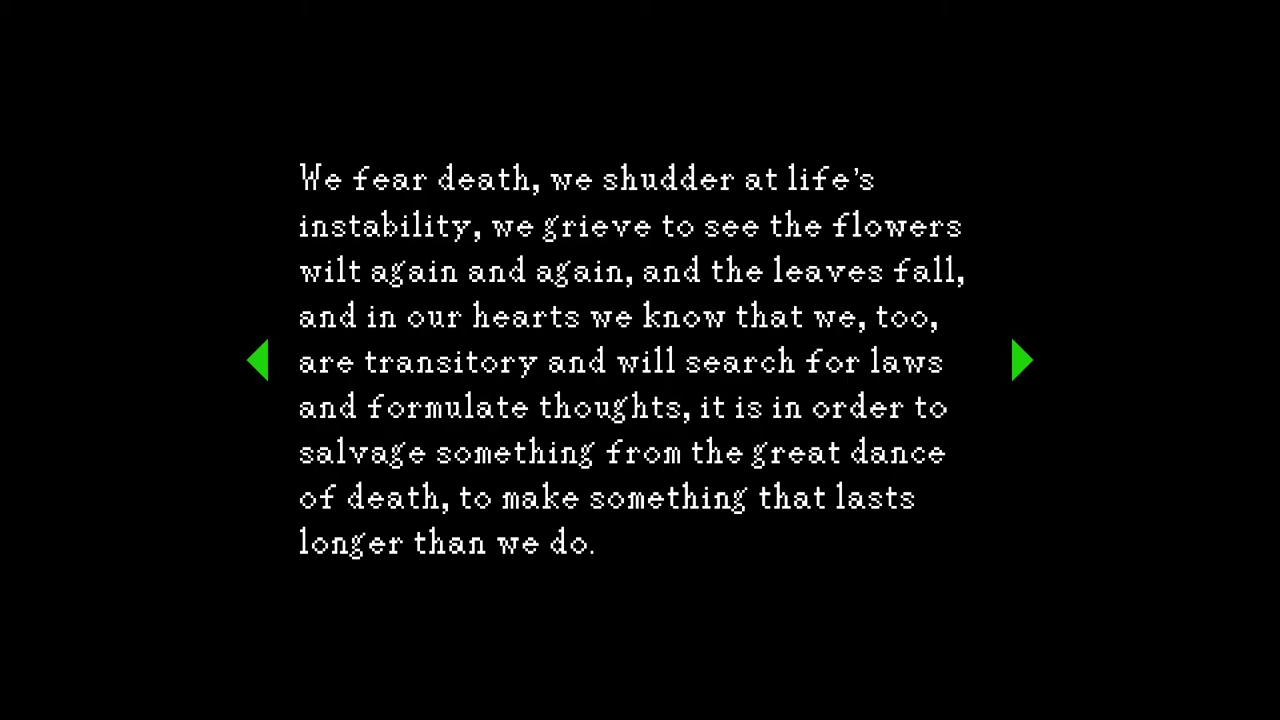 We fear death, we shudder at life's
instability, we grieve to see the flowers
wilt again and again, and the leaves fall,
and in our hearts we know that we, too,
are transitory and will search for laws
and formulate thoughts, it is in order to
salvage something from the great dance
of death, to make something that lasts
longer than we do.